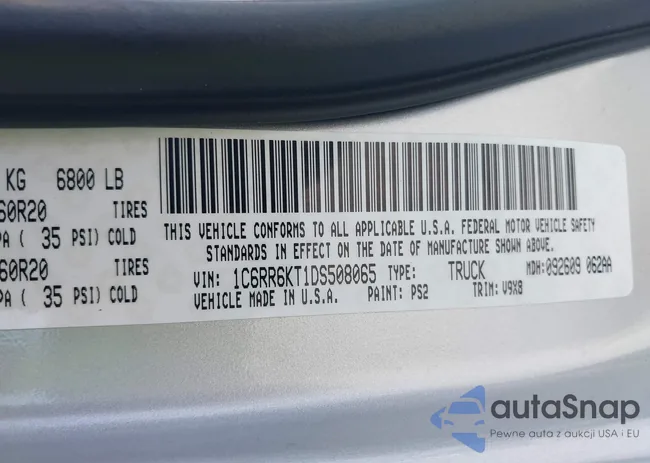 KG 6800 LB
60R20 TIRES
PA ( 35 PSI) COLD
60R20 TIRES
PA ( 35 PSI) COLD
THIS VEHICLE CONFORMS TO ALL APPLICABLE U.S.A. FEDERAL MOTOR VEHICLE SAFETY
STANDARDS IN EFFECT ON THE DATE OF MANUFACTURE SHOWN ABOVE.
VIN: 1C6RR6KT1DS508065 TYPE: TRUCK MDH: 092609 062AA
VEHICLE MADE IN U.S.A. PAINT: PS2 TRIM: V9X8
autoSnap
Pewne auta z aukcji USA i EU